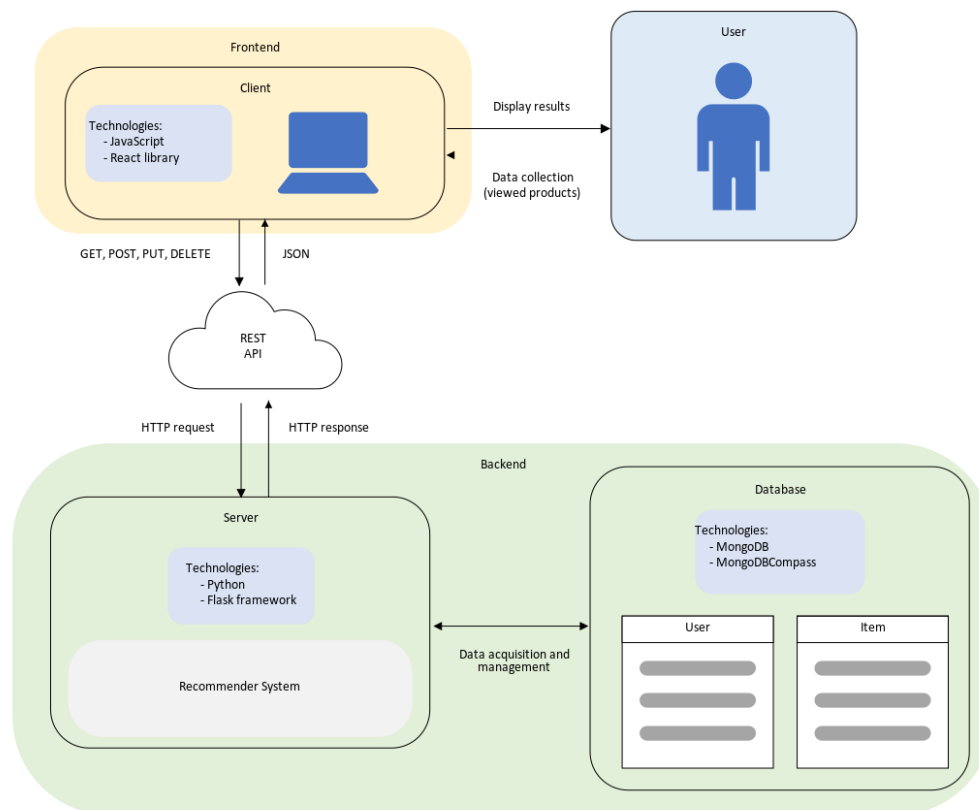 Frontend
Client
Technologies:
- JavaScript
- React library
User
Display results
Data collection
(viewed products)
GET, POST, PUT, DELETE
JSON
REST
API
HTTP request
HTTP response
Backend
Server
Technologies:
- Python
- Flask framework
Recommender System
Data acquisition and
management
Database
Technologies:
- MongoDB
- MongoDBCompass
User
Item